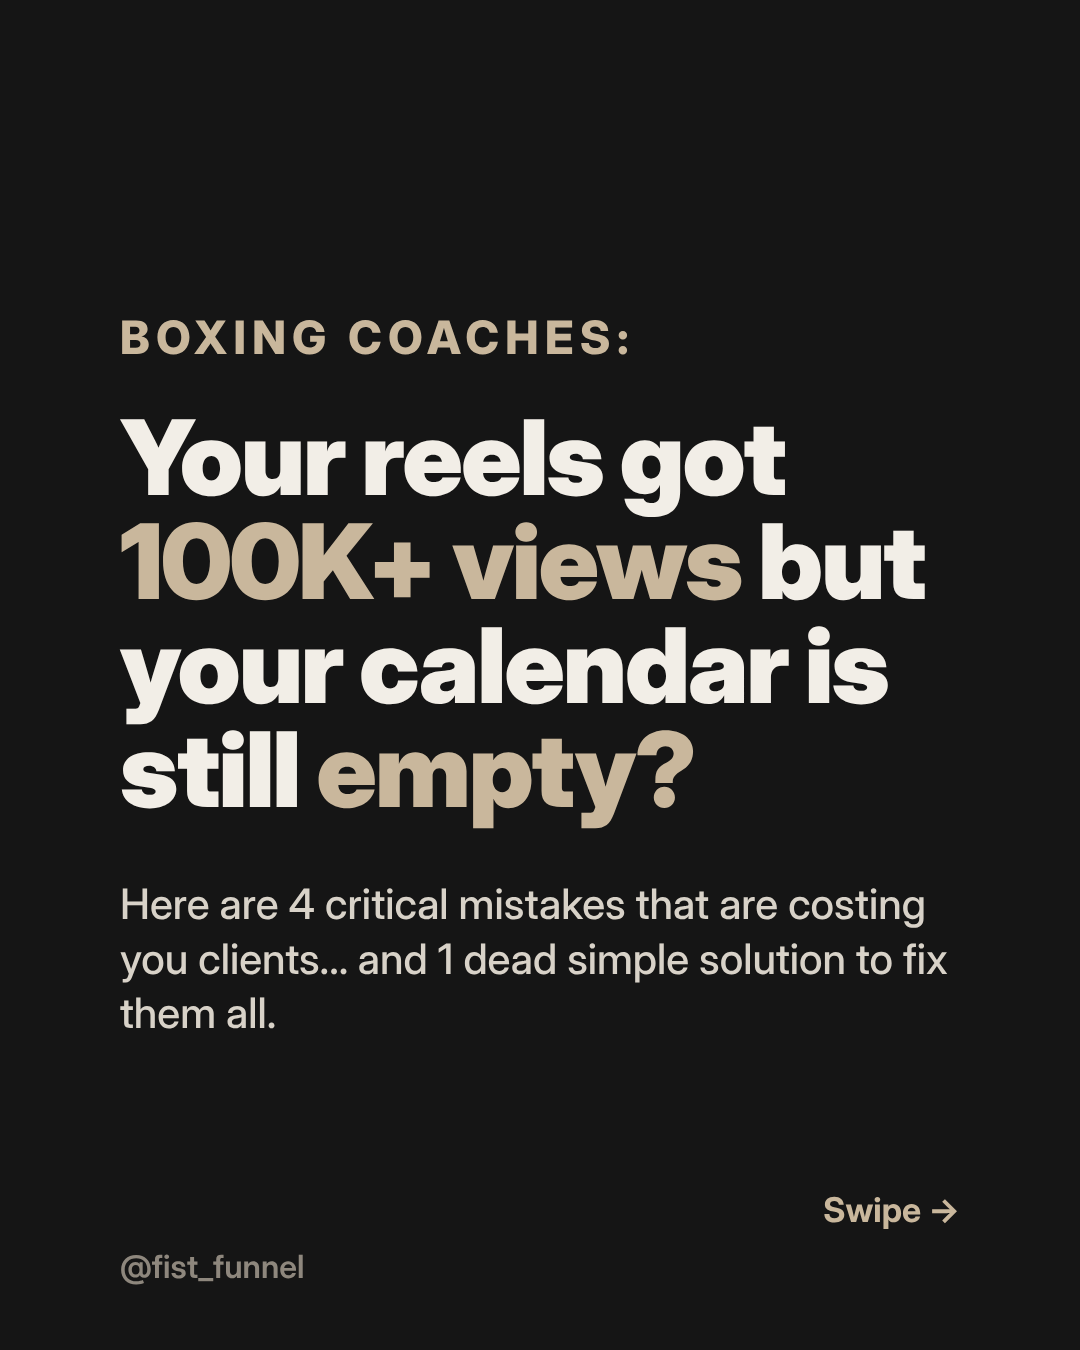 BOXING COACHES:
Your reels got
100K+ views but
your calendar is
still empty?
Here are 4 critical mistakes that are costing
you clients... and 1 dead simple solution to fix
them all.
Swipe →
@fist_funnel